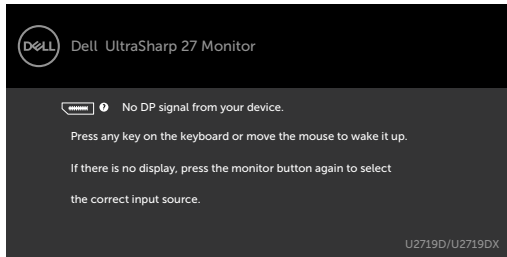 DELL
Dell UltraSharp 27 Monitor
? No DP signal from your device.
Press any key on the keyboard or move the mouse to wake it up.
If there is no display, press the monitor button again to select
the correct input source.
U2719D/U2719DX